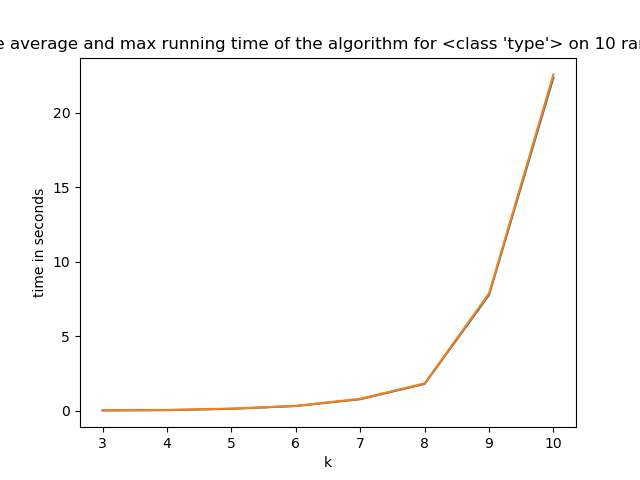 e average and max running time of the algorithm for <class 'type'> on 10 rar
20
15
10
5
0
time in seconds
3 4 5 6 7 8 9 10
k